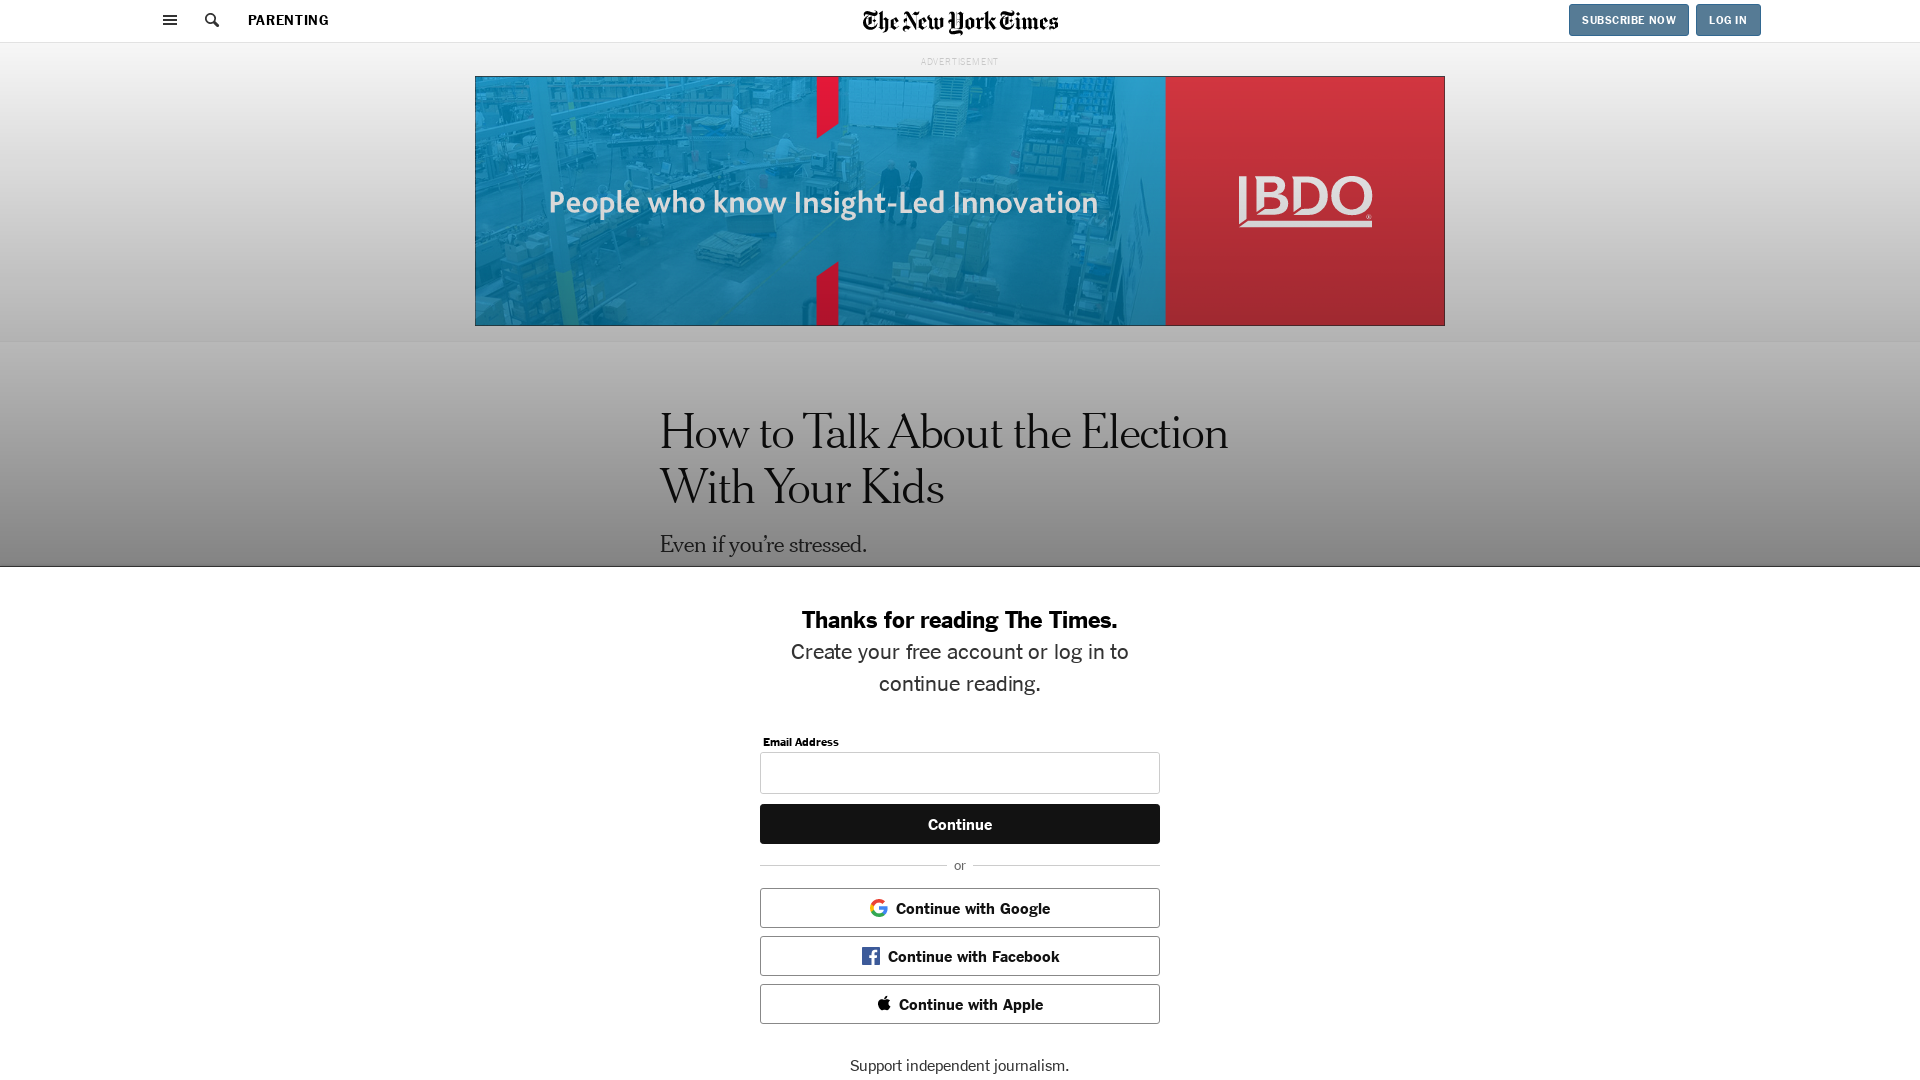 PARENTING
The New York Times
SUBSCRIBE NOW
LOG IN
ADVERTISEMENT
People who know Insight-Led Innovation
BDO
How to Talk About the Election
With Your Kids
Even if you’re stressed.
Thanks for reading The Times.
Create your free account or log in to
continue reading.
Email Address
Continue
or
Continue with Google
Continue with Facebook
Continue with Apple
Support independent journalism.